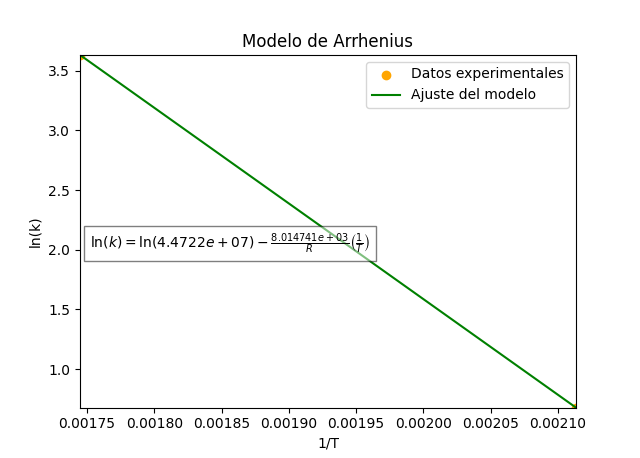 Modelo de Arrhenius
Datos experimentales
Ajuste del modelo
ln(k)
3.5
3.0
2.5
2.0
1.5
1.0
ln(k) = ln(4.4722e + 07) − \frac{8.014741e + 03}{R}(\frac{1}{T})
0.00175 0.00180 0.00185 0.00190 0.00195 0.00200 0.00205 0.00210
1/T